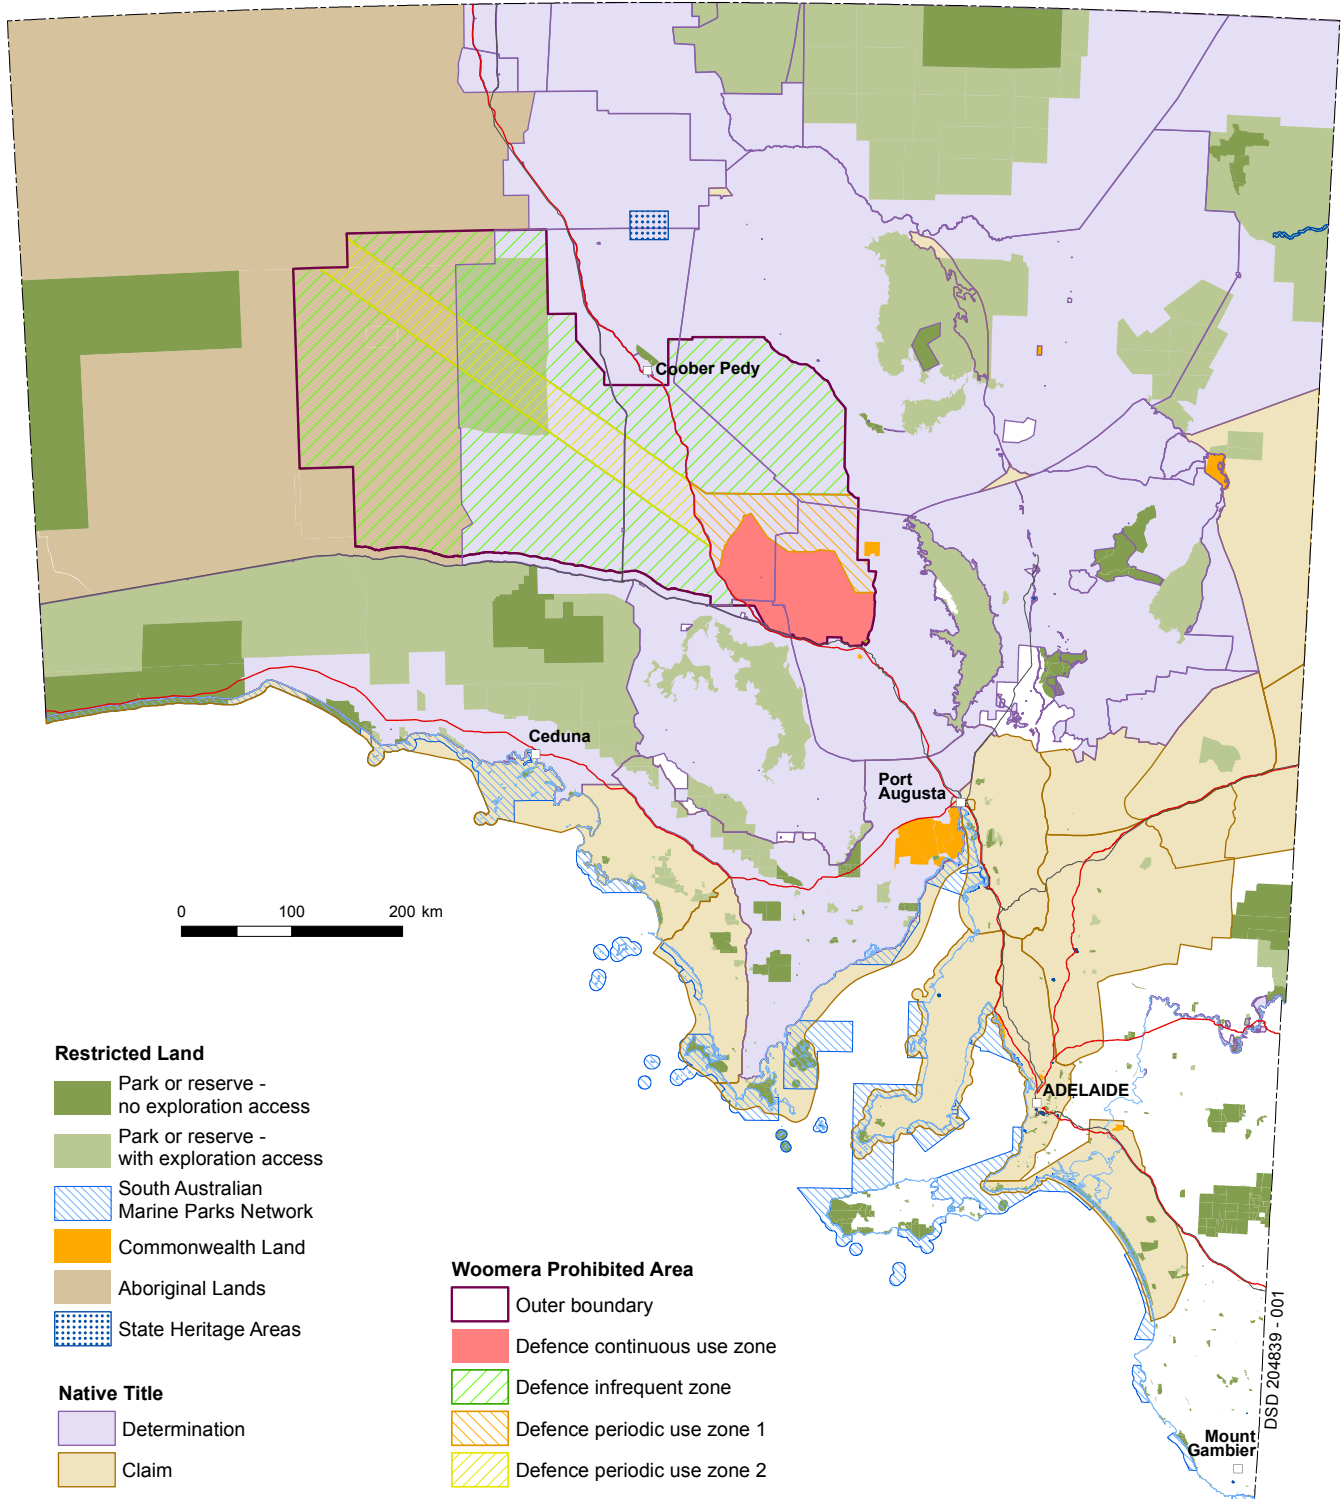 Coober Pedy
Ceduna
Port
Augusta
0 100 200 km
ADELAIDE
Restricted Land
Park or reserve -
no exploration access
Park or reserve -
with exploration access
South Australian
Marine Parks Network
Commonwealth Land
Aboriginal Lands
State Heritage Areas
Native Title
Determination
Claim
Woomera Prohibited Area
Outer boundary
Defence continuous use zone
Defence infrequent zone
Defence periodic use zone 1
Defence periodic use zone 2
Mount
Gambier
DSD 204839 - 001